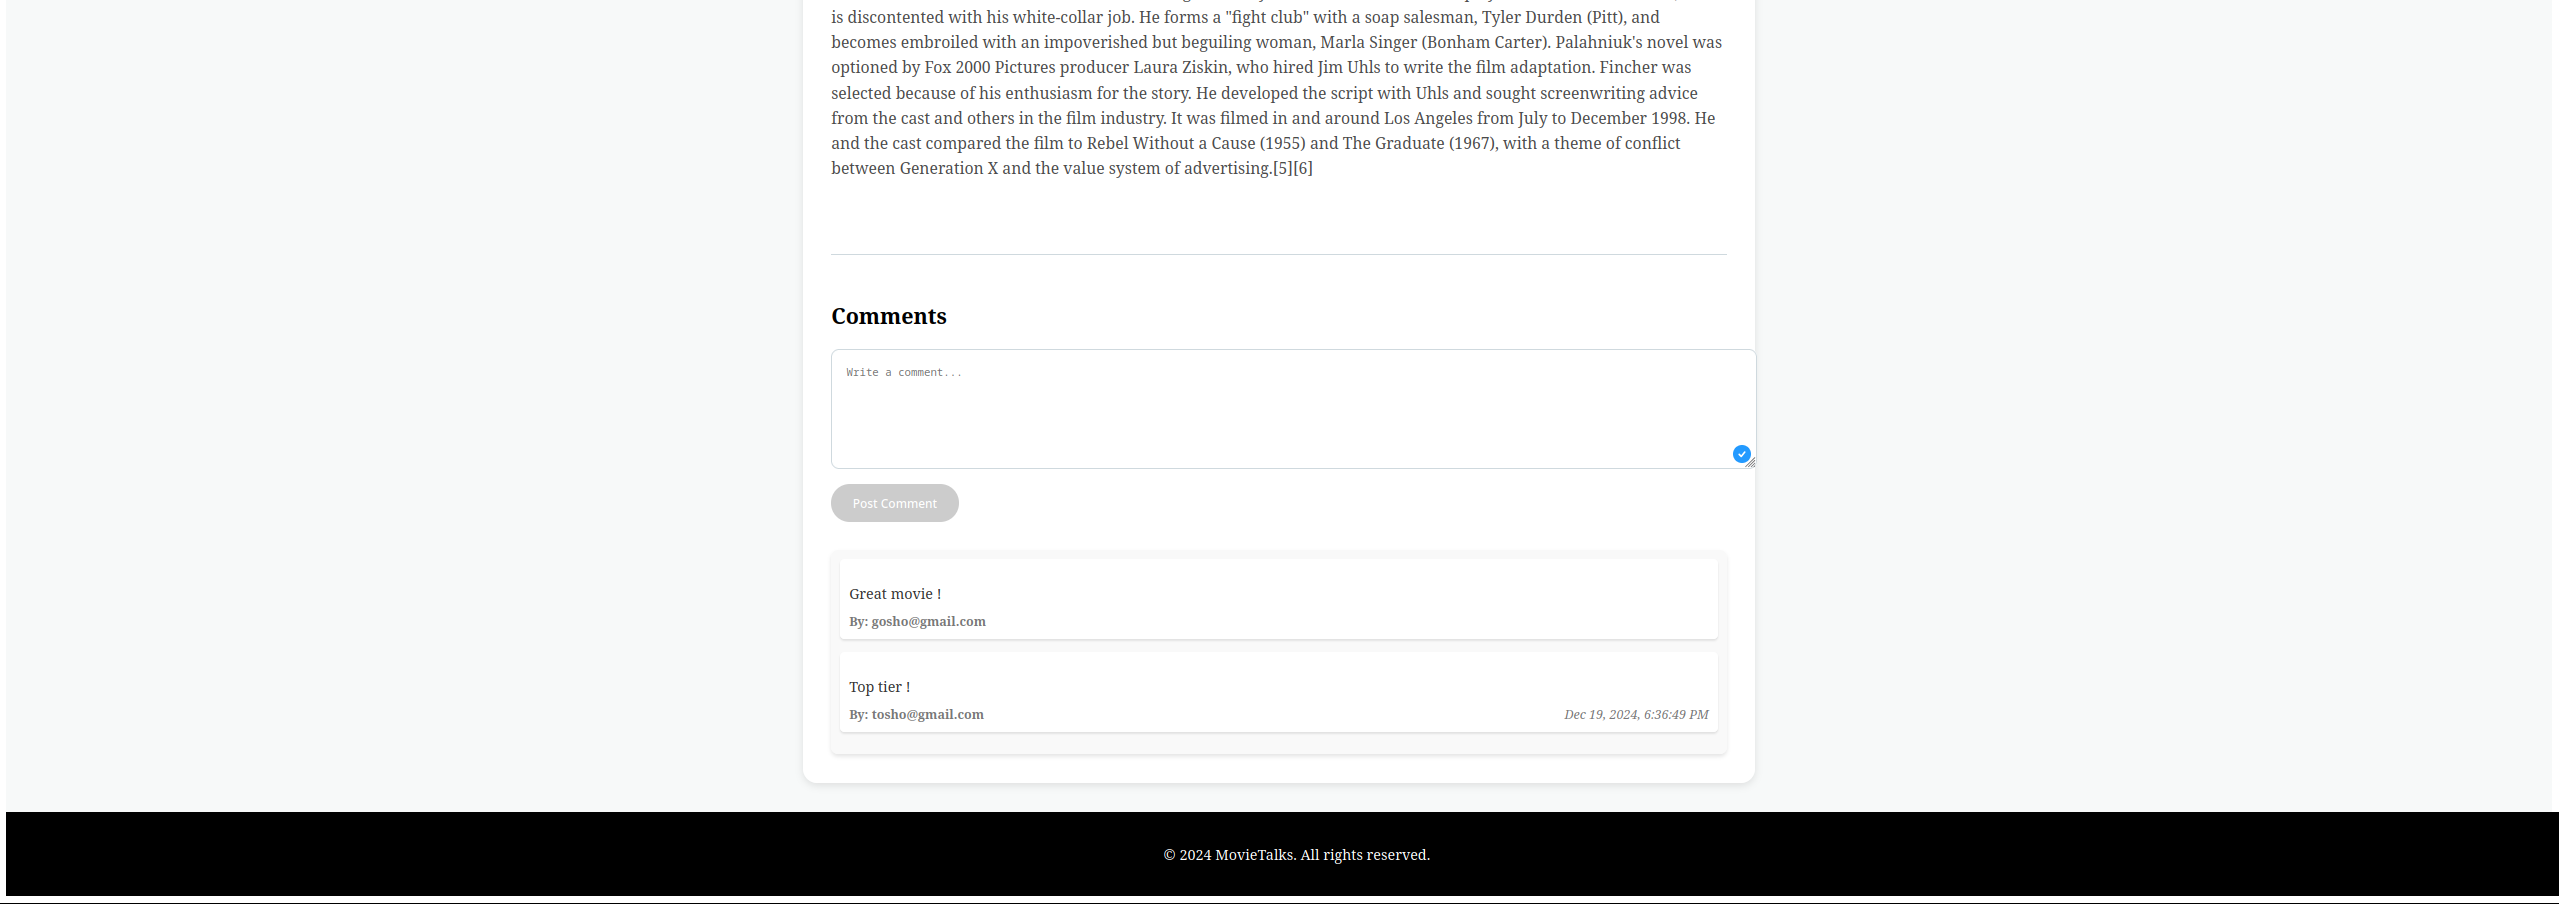 is discontented with his white-collar job. He forms a "fight club" with a soap salesman, Tyler Durden (Pitt), and
becomes embroiled with an impoverished but beguiling woman, Marla Singer (Bonham Carter). Palahniuk's novel was
optioned by Fox 2000 Pictures producer Laura Ziskin, who hired Jim Uhls to write the film adaptation. Fincher was
selected because of his enthusiasm for the story. He developed the script with Uhls and sought screenwriting advice
from the cast and others in the film industry. It was filmed in and around Los Angeles from July to December 1998. He
and the cast compared the film to Rebel Without a Cause (1955) and The Graduate (1967), with a theme of conflict
between Generation X and the value system of advertising.[5][6]
Comments
Write a comment...
Post Comment
Great movie !
By: gosho@gmail.com
Top tier !
By: tosho@gmail.com
Dec 19, 2024, 6:36:49 PM
© 2024 MovieTalks. All rights reserved.